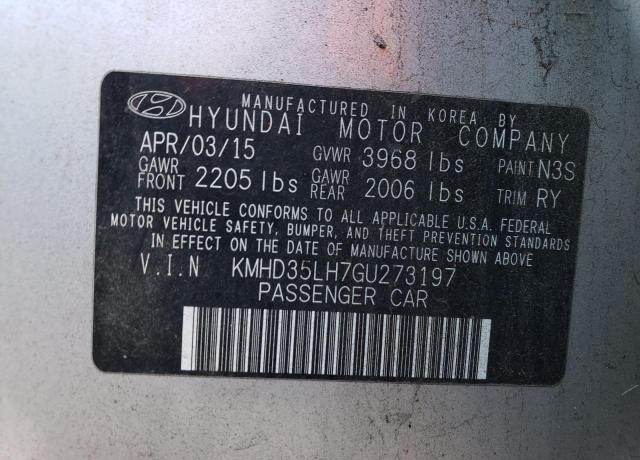 MANUFACTURED IN KOREA BY
HYUNDAI MOTOR COMPANY
APR/03/15 GVWR 3968 lbs PAINT N3S
GAWR FRONT 2205 lbs GAWR REAR 2006 lbs TRIM RY
THIS VEHICLE CONFORMS TO ALL APPLICABLE U.S.A. FEDERAL
MOTOR VEHICLE SAFETY, BUMPER, AND THEFT PREVENTION STANDARDS
IN EFFECT ON THE DATE OF MANUFACTURE SHOWN ABOVE.
V.I.N KMHD35LH7GU273197
PASSENGER CAR